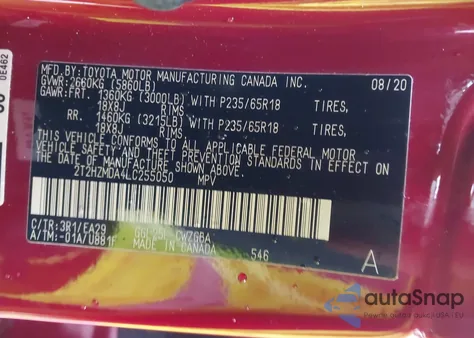 0E462
MFD. BY: TOYOTA MOTOR MANUFACTURING CANADA INC. 08/20
GVWR: 2660KG (5860LB)
GAWR: FRT. 1360KG (3000LB) WITH P235/65R18 TIRES,
18X8J RIMS
RR. 1460KG (3215LB) WITH P235/65R18 TIRES,
18X8J RIMS
THIS VEHICLE CONFORMS TO ALL APPLICABLE FEDERAL MOTOR
VEHICLE SAFETY AND THEFT PREVENTION STANDARDS IN EFFECT
ON THE DATE OF MANUFACTURE SHOWN ABOVE.
2T2HZMDA4LC255050 MPV
C/TR: 3R1/EA29
A/TM: -01A/U881F
MADE IN CANADA
546
A
autoSnap